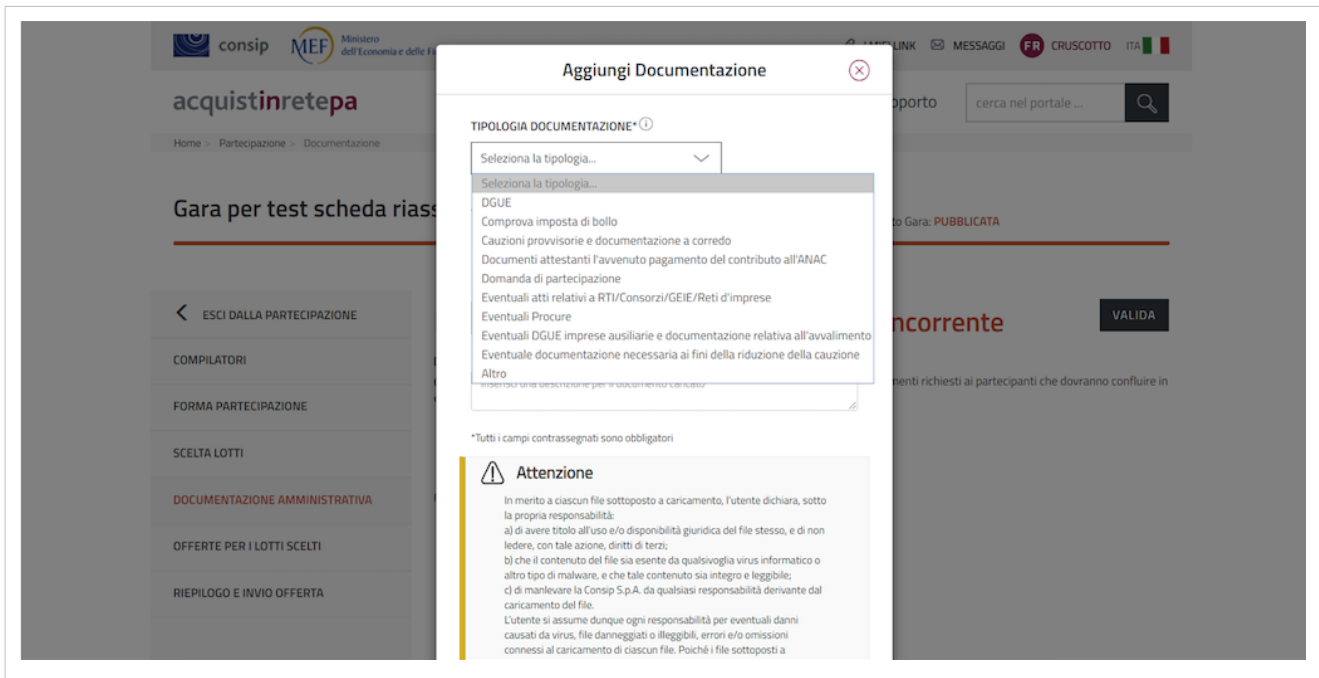 consip
MEF
Ministero
dell'Economia e delle Fi
LINK
MESSAGGI
FR
CRUSCOTTO
ITA
Aggiungi Documentazione
acquistinretepa
pporto
cerca nel portale ...
Home > Partecipazione > Documentazione
TIPOLOGIA DOCUMENTAZIONE*
Seleziona la tipologia...
Seleziona la tipologia...
DGUE
Comprova imposta di bollo
Cauzioni provvisorie e documentazione a corredo
Documenti attestanti l'avvenuto pagamento del contributo all'ANAC
Domanda di partecipazione
Eventuali atti relativi a RTI/Consorzi/GEIE/Reti d'imprese
Eventuali Procure
Eventuali DGUE imprese ausiliarie e documentazione relativa all'avvalimento
Eventuale documentazione necessaria ai fini della riduzione della cauzione
Altro
Inserisci una descrizione per il documento caricato
Gara per test scheda rias
to Gara: PUBBLICATA
ESCI DALLA PARTECIPAZIONE
COMPILATORI
FORMA PARTECIPAZIONE
SCELTA LOTTI
DOCUMENTAZIONE AMMINISTRATIVA
OFFERTE PER I LOTTI SCELTI
RIEPILOGO E INVIO OFFERTA
ncorrente
VALIDA
menti richiesti ai partecipanti che dovranno confluire in
*Tutti i campi contrassegnati sono obbligatori
Attenzione
In merito a ciascun file sottoposto a caricamento, l'utente dichiara, sotto
la propria responsabilità:
a) di avere titolo all'uso e/o disponibilità giuridica del file stesso, e di non
ledere, con tale azione, diritti di terzi;
b) che il contenuto del file sia esente da qualsivoglia virus informatico o
altro tipo di malware, e che tale contenuto sia integro e leggibile;
c) di manlevare la Consip S.p.A. da qualsiasi responsabilità derivante dal
caricamento del file.
L'utente si assume dunque ogni responsabilità per eventuali danni
causati da virus, file danneggiati o illeggibili, errori e/o omissioni
connessi al caricamento di ciascun file. Poiché i file sottoposti a